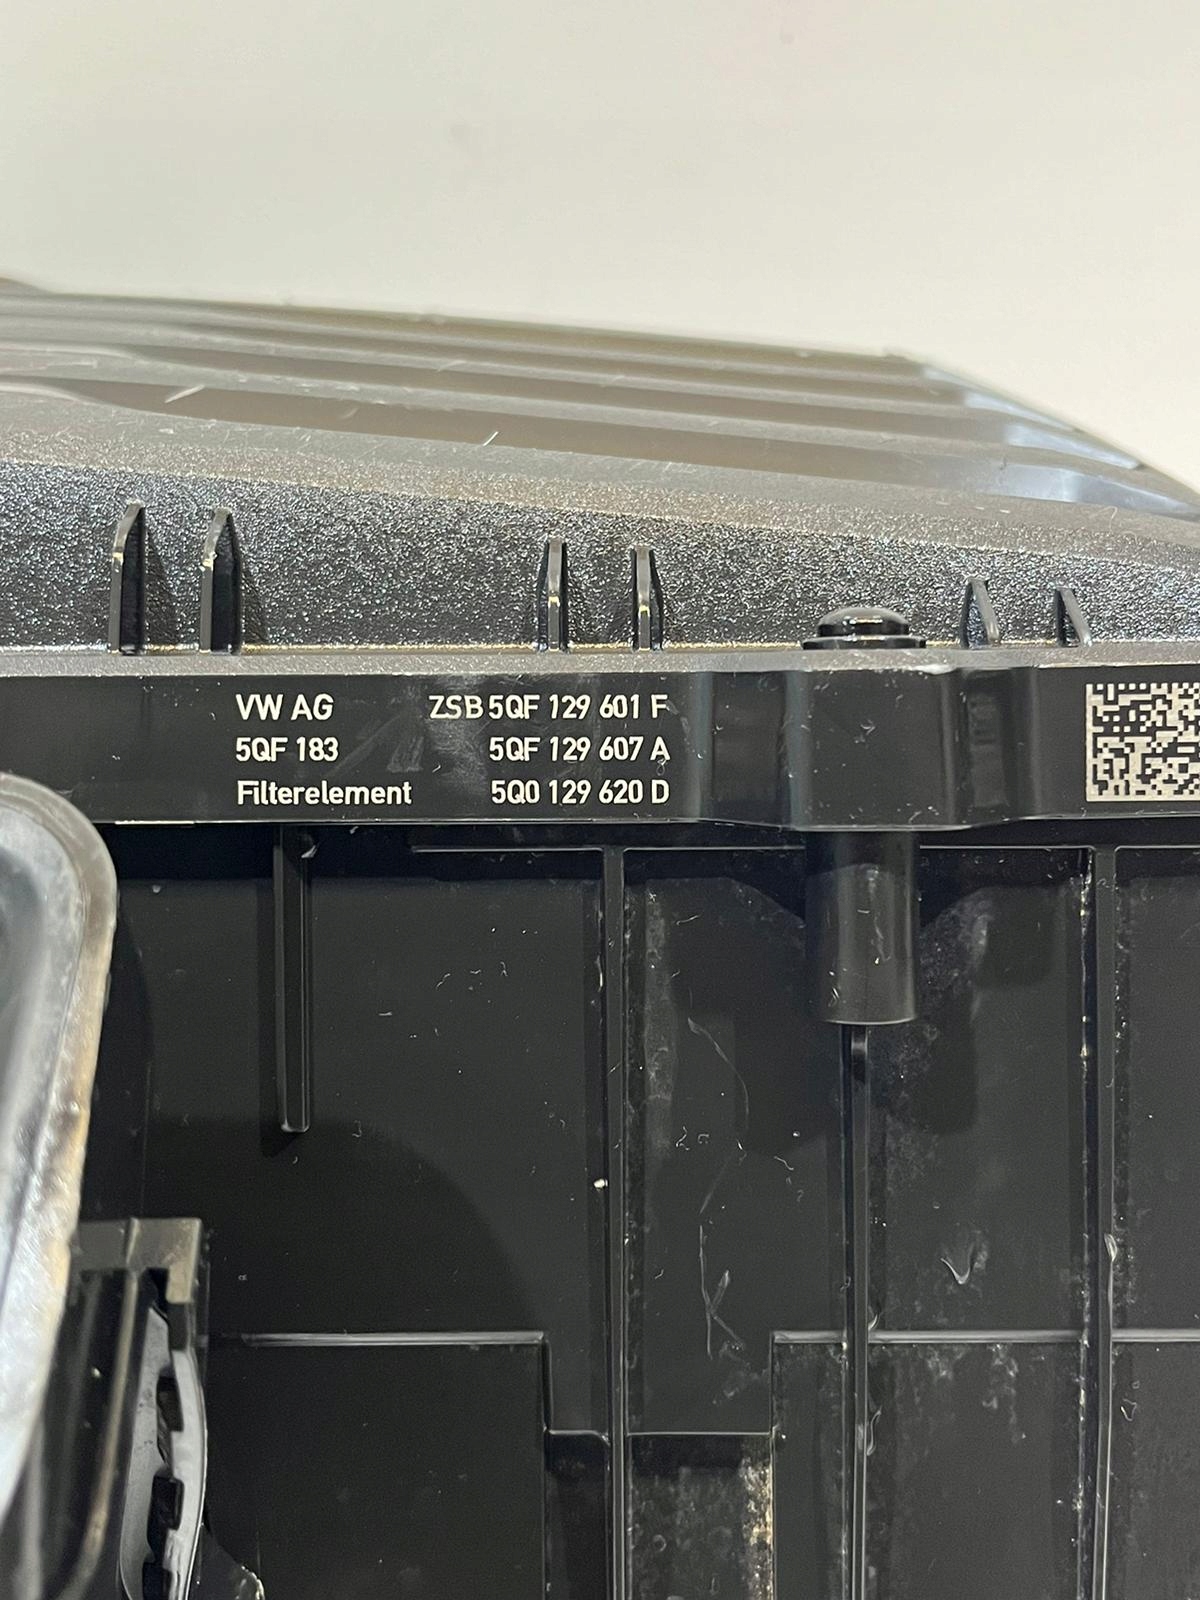 VW AG ZSB 5QF 129 601 F
5QF 183 5QF 129 607 A
Filterelement 5Q0 129 620 D